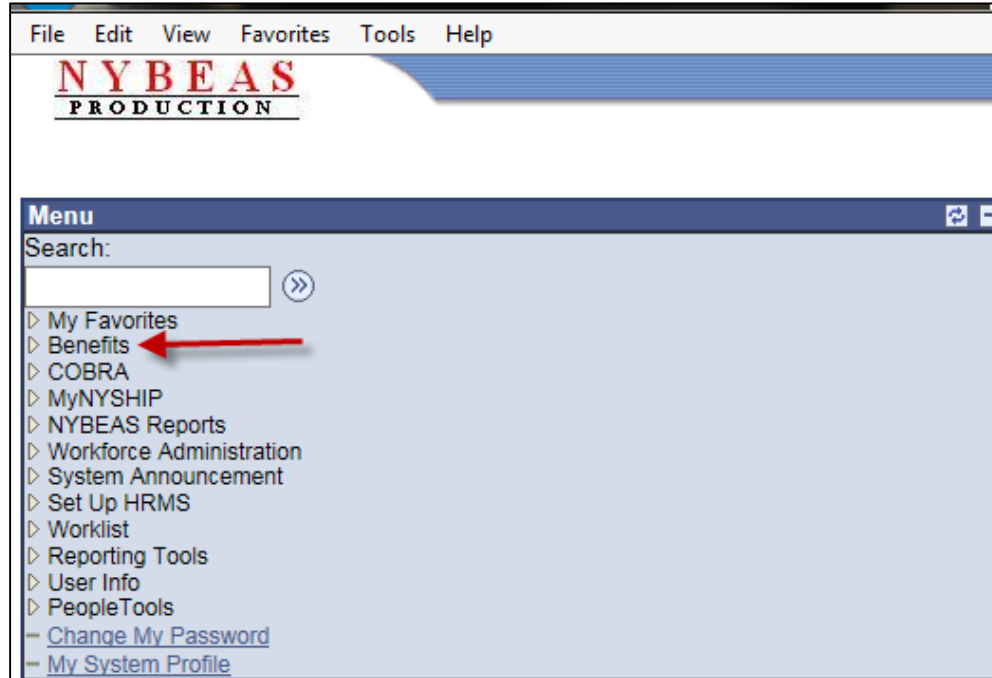 File Edit View Favorites Tools Help
NYBEAS
PRODUCTION
Menu
Search:
My Favorites
Benefits
COBRA
MyNYSHIP
NYBEAS Reports
Workforce Administration
System Announcement
Set Up HRMS
Worklist
Reporting Tools
User Info
PeopleTools
Change My Password
My System Profile